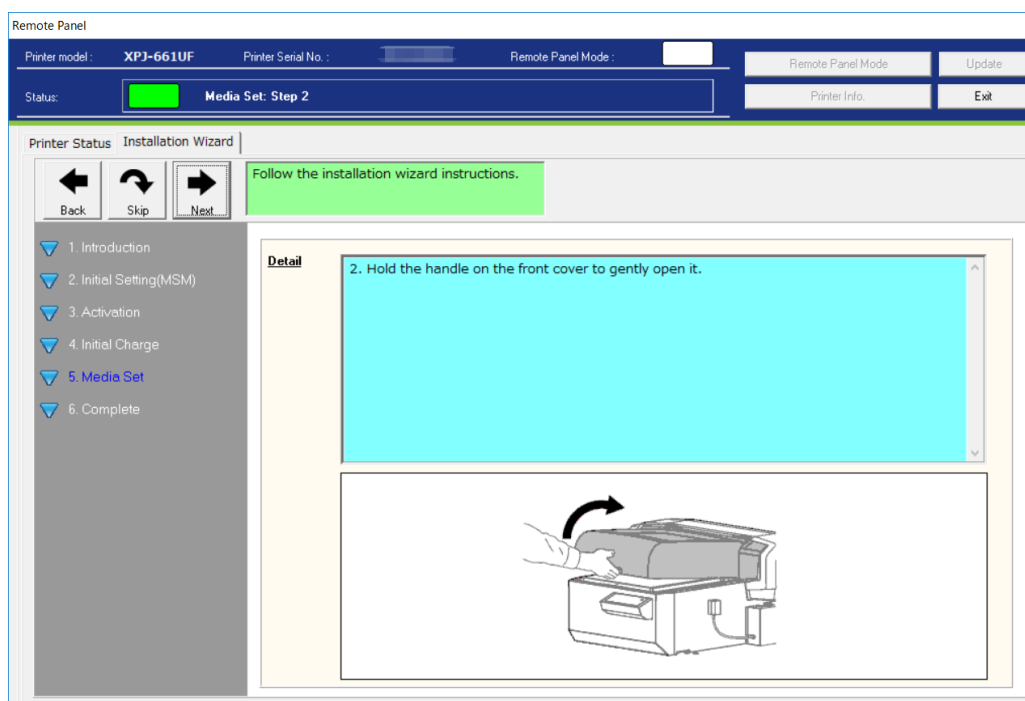 Remote Panel
Printer model : XPJ-661UF Printer Serial No. : Remote Panel Mode :
Remote Panel Mode Update
Status: Media Set: Step 2
Printer Info. Exit
Printer Status Installation Wizard
Back Skip Next
Follow the installation wizard instructions.
1. Introduction
2. Initial Setting(MSM)
3. Activation
4. Initial Charge
5. Media Set
6. Complete
Detail
2. Hold the handle on the front cover to gently open it.